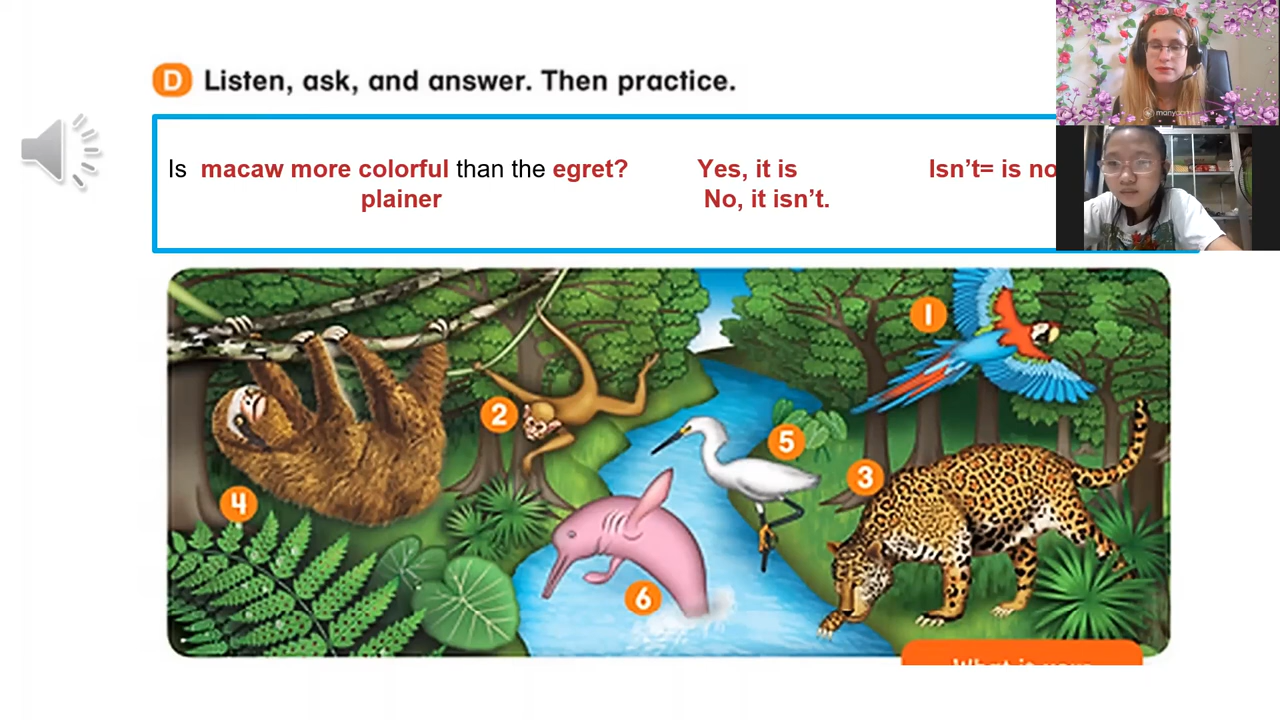 D Listen, ask, and answer. Then practice.
Is macaw more colorful than the egret? Yes, it is Isn't= is no
plainer No, it isn't.
1
2
5
3
4
6